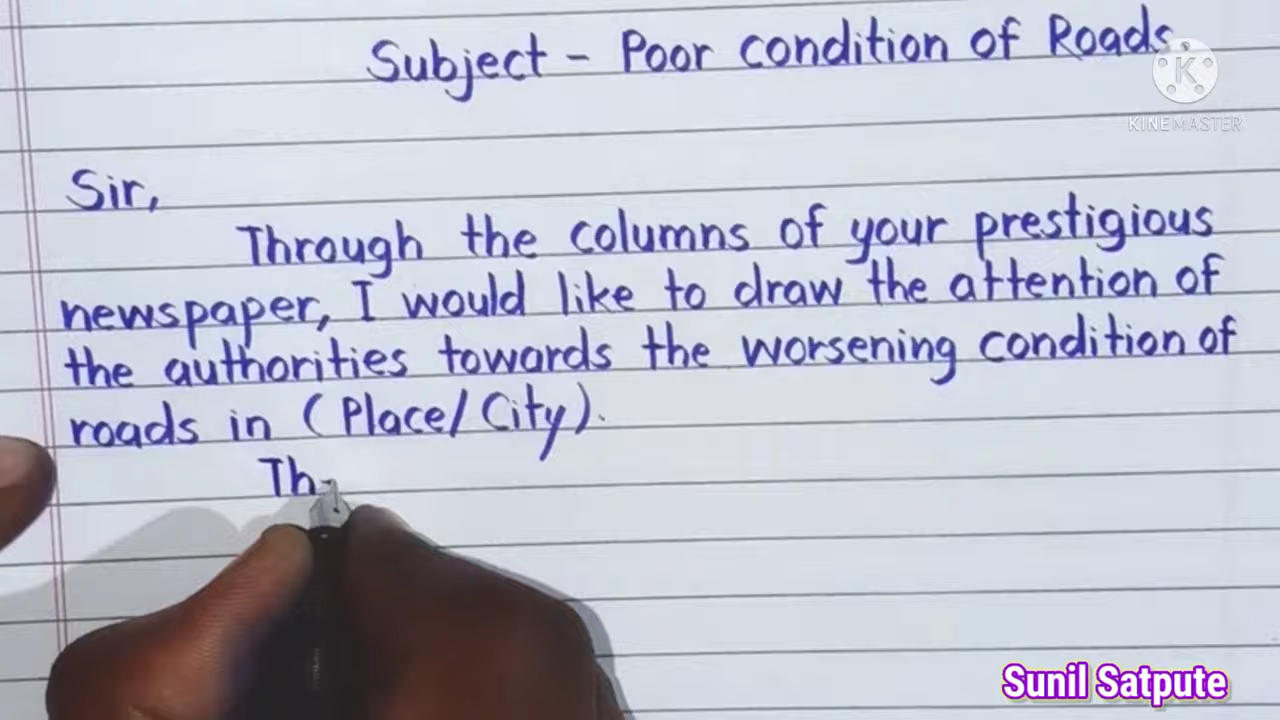 Subject - Poor condition of Roads.
KINEMASTER
Sir,
Through the columns of your prestigious
newspaper, I would like to draw the attention of
the authorities towards the worsening condition of
roads in (Place/City).
Th
Sunil Satpute